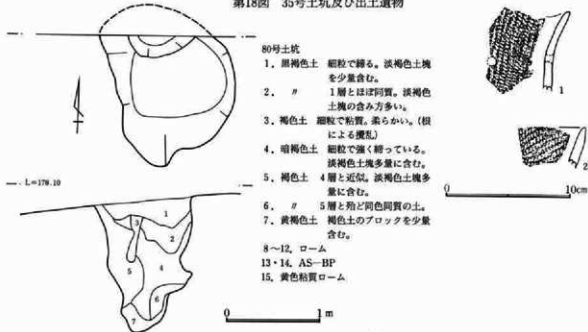 第18図 35号土坑及び出土遺物
80号土坑
1. 黒褐色土 細粒で締る。淡褐色土塊
を少量含む。
2. 〃 1層とほぼ同質。淡褐色
土塊の含み方多い。
3. 褐色土 細粒で粘質。柔らかい。(根
による攪乱)
4. 暗褐色土 細粒で強く締っている。
淡褐色土塊多量に含む。
5. 褐色土 4層と近似。淡褐色土塊多
量に含む。
6. 〃 5層と殆ど同色同質の土。
7. 黄褐色土 褐色土のブロックを少量
含む。
8~12. ローム
13・14. AS-BP
15. 黄色粘質ローム
L=178.10
1
2
3
4
5
6
7
0 1m
1
2
0 10cm